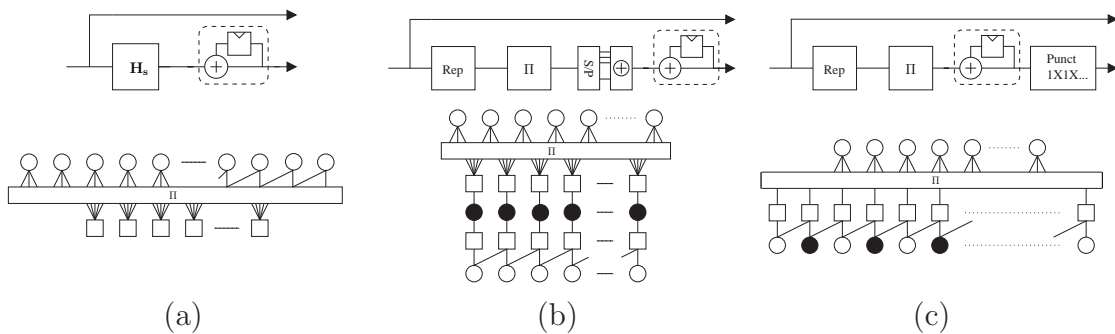 H_s
+
Π
(a)
Rep
Π
S/P
+
+
Π
(b)
Rep
Π
+
Punct
1X1X...
Π
(c)